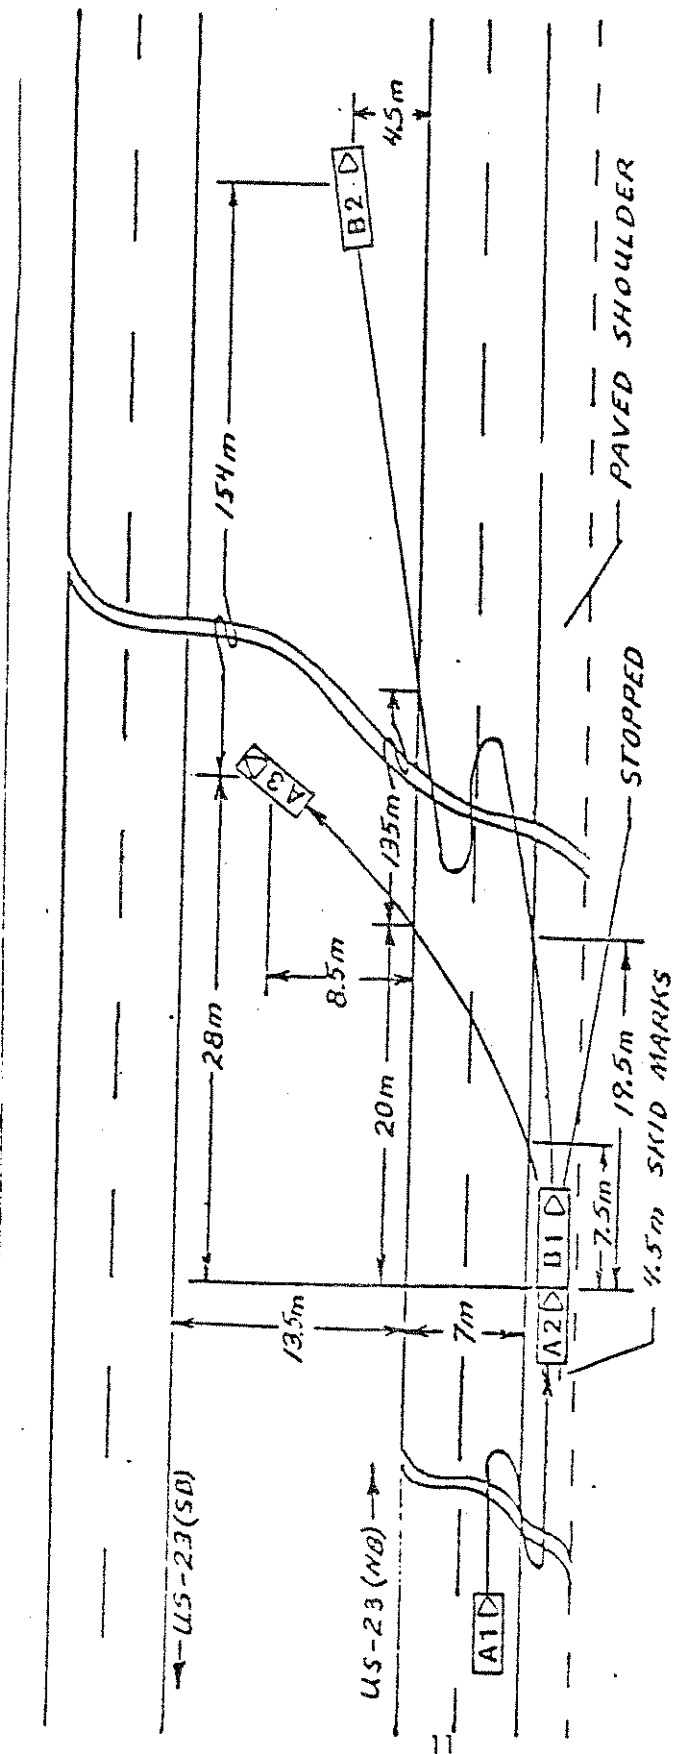 US-23 (SB)
US-23 (NB)
154m
28m
13.5m
8.5m
20m
135m
4.5m
7m
7.5m
19.5m
A1
A2
B1
A3
B2
STOPPED
PAVED SHOULDER
4.5m SKID MARKS
11